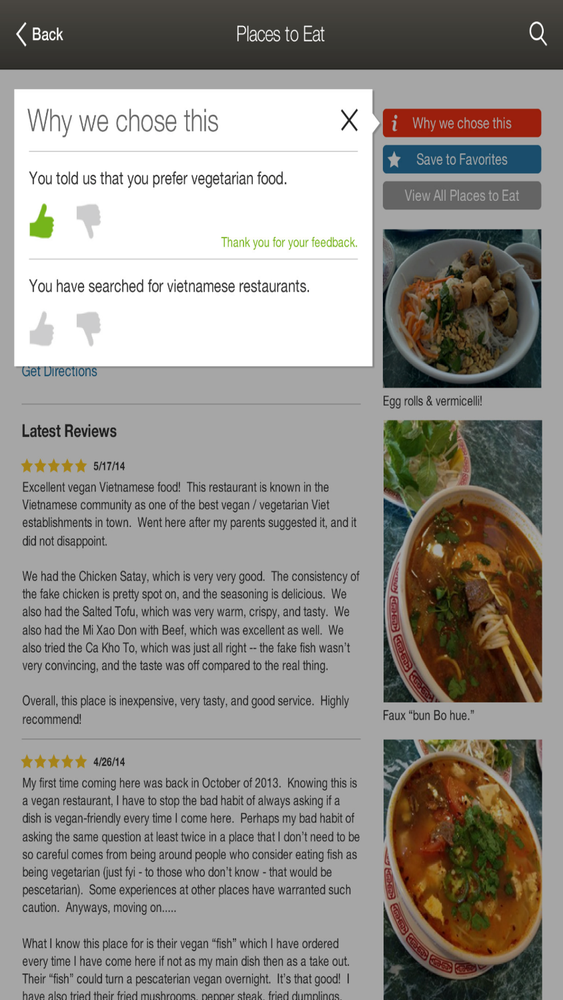 Back
Places to Eat
Why we chose this
X
You told us that you prefer vegetarian food.
Thank you for your feedback.
You have searched for vietnamese restaurants.
i Why we chose this
Save to Favorites
View All Places to Eat
Get Directions
Egg rolls & vermicelli!
Faux “bun Bo hue.”
Latest Reviews
5/17/14
Excellent vegan Vietnamese food!  This restaurant is known in the
Vietnamese community as one of the best vegan / vegetarian Viet
establishments in town.  Went here after my parents suggested it, and it
did not disappoint.
We had the Chicken Satay, which is very very good.  The consistency of
the fake chicken is pretty spot on, and the seasoning is delicious.  We
also had the Salted Tofu, which was very warm, crispy, and tasty.  We
also had the Mi Xao Don with Beef, which was excellent as well.  We
also tried the Ca Kho To, which was just all right -- the fake fish wasn’t
very convincing, and the taste was off compared to the real thing.
Overall, this place is inexpensive, very tasty, and good service.  Highly
recommend!
4/26/14
My first time coming here was back in October of 2013.  Knowing this is
a vegan restaurant, I have to stop the bad habit of always asking if a
dish is vegan-friendly every time I come here.  Perhaps my bad habit of
asking the same question at least twice in a place that I don’t need to be
so careful comes from being around people who consider eating fish as
being vegetarian (just fyi - to those who don’t know - that would be
pescetarian).  Some experiences at other places have warranted such
caution.  Anyways, moving on.....
What I know this place for is their vegan “fish” which I have ordered
every time I have come here if not as my main dish then as a take out.
Their “fish” could turn a pescaterian vegan overnight.  It’s that good!  I
have also tried their fried mushrooms, pepper steak, fried dumplings,